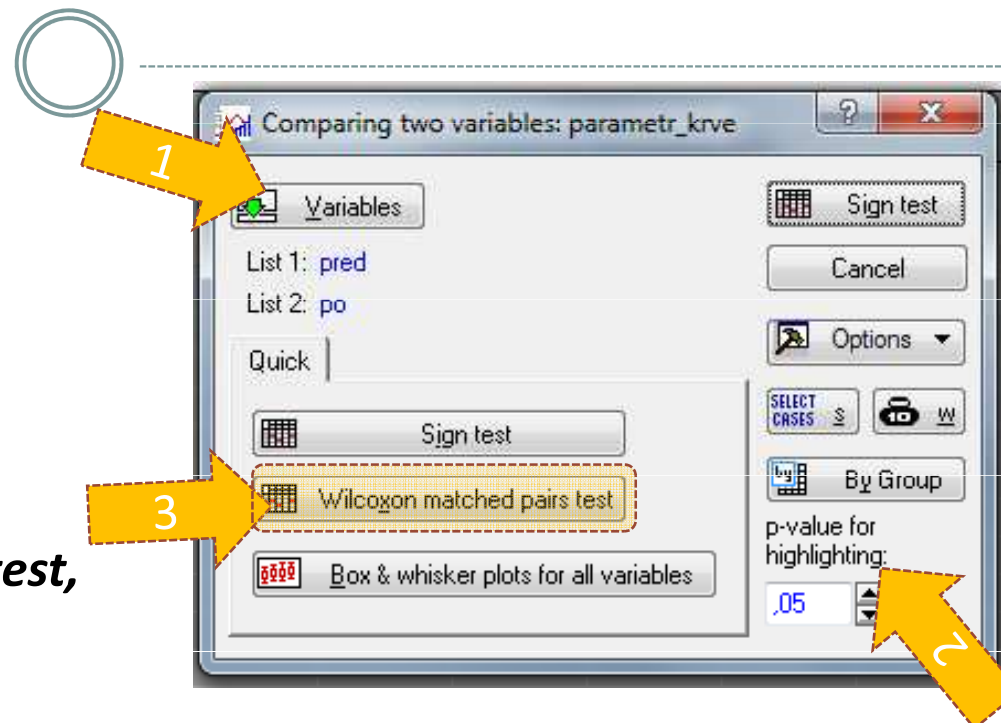 Comparing two variables: parametr_krve
1
Variables
List 1: pred
List 2: po
Quick
Sign test
Wilcoxon matched pairs test
3
est,
Box & whisker plots for all variables
Sign test
Cancel
Options
SELECT CASES S
W
By Group
p-value for
highlighting:
,05
2